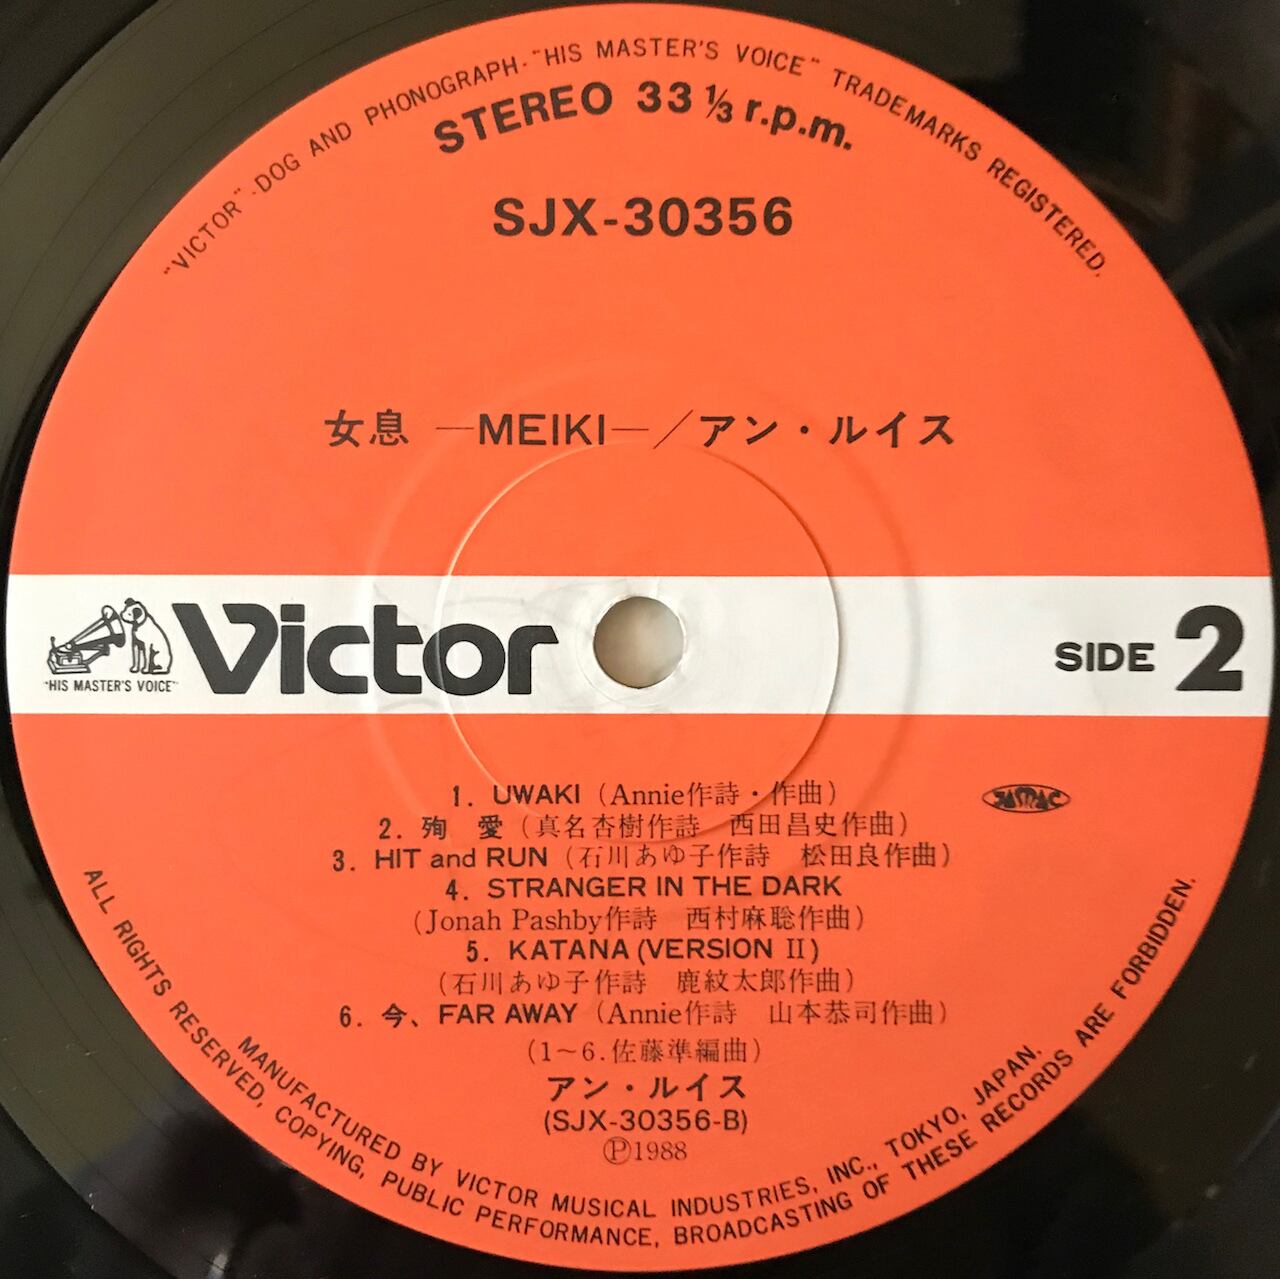 "VICTOR"-DOG AND PHONOGRAPH-"HIS MASTER'S VOICE" TRADEMARKS REGISTERED.
STEREO 33 ⅓ r.p.m.
SJX-30356
女息 —MEIKI—／アン・ルイス
"HIS MASTER'S VOICE"
Victor
SIDE 2
JASRAC
1. UWAKI（Annie作詩・作曲）
2. 殉　愛（真名杏樹作詩　西田昌史作曲）
3. HIT and RUN（石川あゆ子作詩　松田良作曲）
4. STRANGER IN THE DARK
（Jonah Pashby作詩　西村麻聡作曲）
5. KATANA (VERSION Ⅱ)
（石川あゆ子作詩　鹿紋太郎作曲）
6. 今、FAR AWAY（Annie作詩　山本恭司作曲）
（1〜6.佐藤準編曲）
アン・ルイス
(SJX-30356-B)
Ⓟ1988
MANUFACTURED BY VICTOR MUSICAL INDUSTRIES, INC., TOKYO, JAPAN.
ALL RIGHTS RESERVED, COPYING, PUBLIC PERFORMANCE, BROADCASTING OF THESE RECORDS ARE FORBIDDEN.